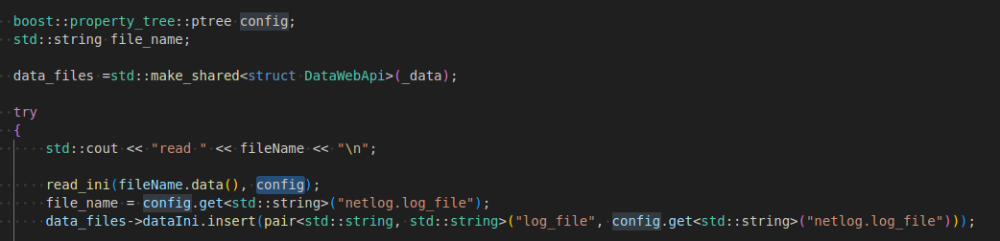 boost::property_tree::ptree config;
std::string file_name;
data_files =std::make_shared<struct DataWebApi>(_data);
try
{
std::cout << "read " << fileName << "\n";
read_ini(fileName.data(), config);
file_name = config.get<std::string>("netlog.log_file");
data_files->dataIni.insert(pair<std::string, std::string>("log_file", config.get<std::string>("netlog.log_file")));